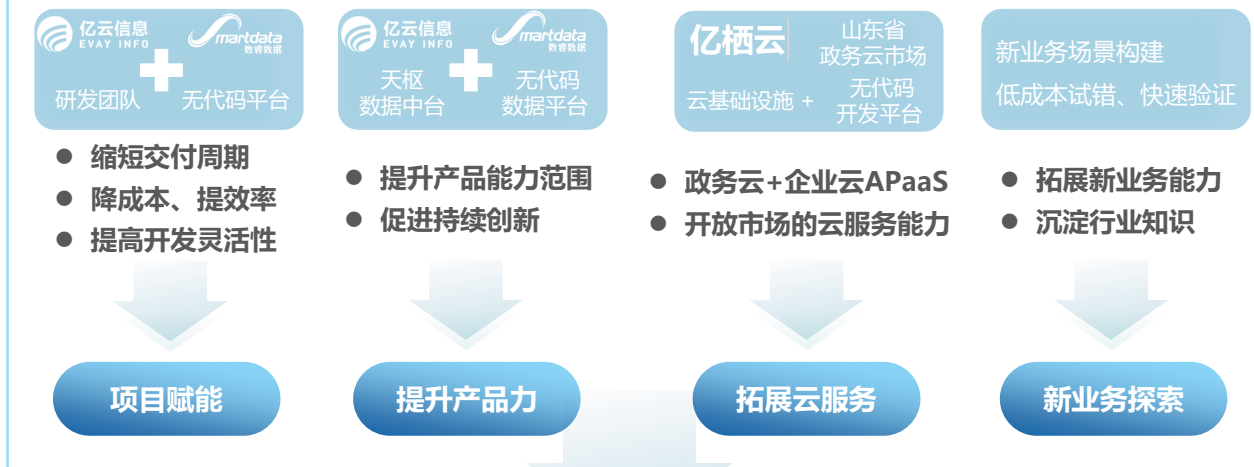 亿云信息
EVAY INFO
Smartdata
数睿数据
研发团队
无代码平台
缩短交付周期
降成本、提效率
提高开发灵活性
项目赋能
亿云信息
EVAY INFO
Smartdata
数睿数据
天枢
数据中台
无代码
数据平台
提升产品能力范围
促进持续创新
提升产品力
亿栖云
山东省
政务云市场
云基础设施 +
无代码
开发平台
政务云+企业云APaaS
开放市场的云服务能力
拓展云服务
新业务场景构建
低成本试错、快速验证
拓展新业务能力
沉淀行业知识
新业务探索